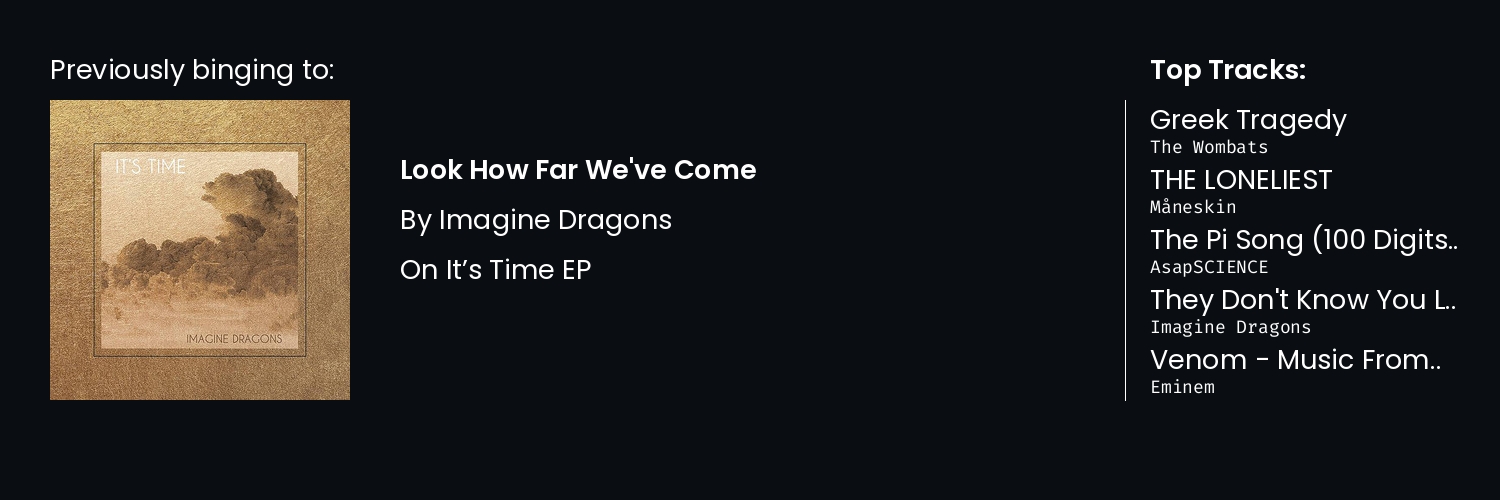 Previously binging to:
IT'S TIME
IMAGINE DRAGONS
Look How Far We've Come
By Imagine Dragons
On It’s Time EP
Top Tracks:
Greek Tragedy
The Wombats
THE LONELIEST
Måneskin
The Pi Song (100 Digits..
AsapSCIENCE
They Don't Know You L..
Imagine Dragons
Venom - Music From..
Eminem